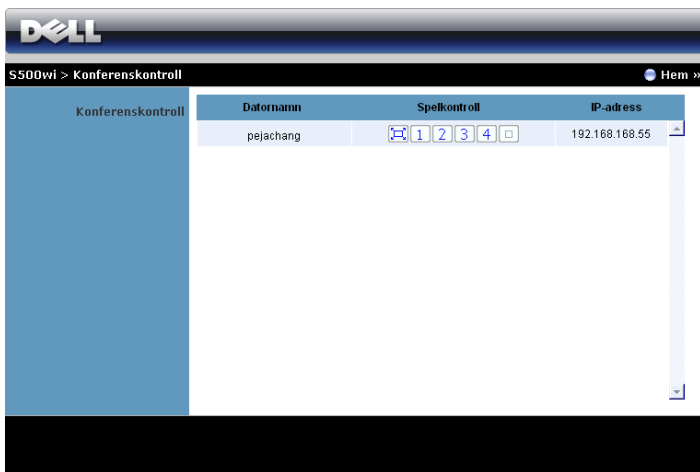 DELL
S500wi > Konferenskontroll
Hem »
Konferenskontroll
Datornamn Spelkontroll IP-adress
pejachang 1 2 3 4 192.168.168.55